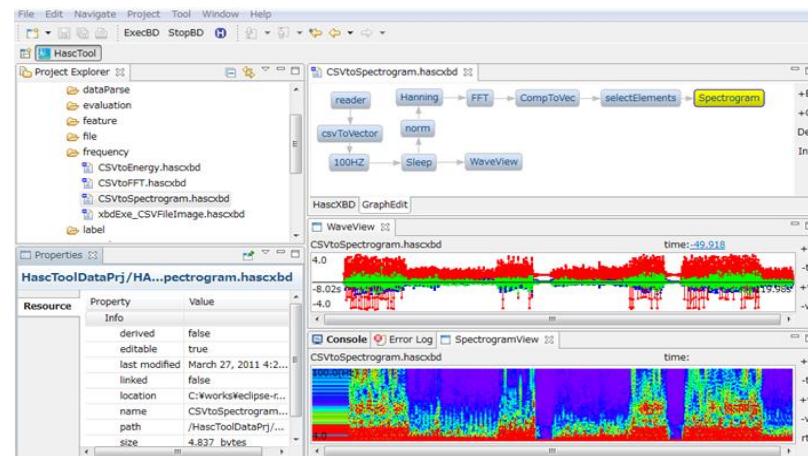 File Edit Navigate Project Tool Window Help
ExecBD StopBD
HascTool
Project Explorer
dataParse
evaluation
feature
file
frequency
CSVtoEnergy.hascxbd
CSVtoFFT.hascxbd
CSVtoSpectrogram.hascxbd
xbdExe_CSVFileImage.hascxbd
label
Properties
HascToolDataPrj/HA...pectrogram.hascxbd
Resource
Property Value
Info
derived false
editable true
last modified March 27, 2011 4:2...
linked false
location C:¥works¥eclipse-r...
name CSVtoSpectrogram...
path /HascToolDataPrj/...
size 4.837 bytes
CSVtoSpectrogram.hascxbd
reader Hanning FFT CompToVec selectElements Spectrogram
csvToVector norm
100HZ Sleep WaveView
HascXBD GraphEdit
WaveView
CSVtoSpectrogram.hascxbd time:-49.918
4.0
-8.02s 119.98s
-4.0
Console Error Log SpectrogramView
CSVtoSpectrogram.hascxbd time: